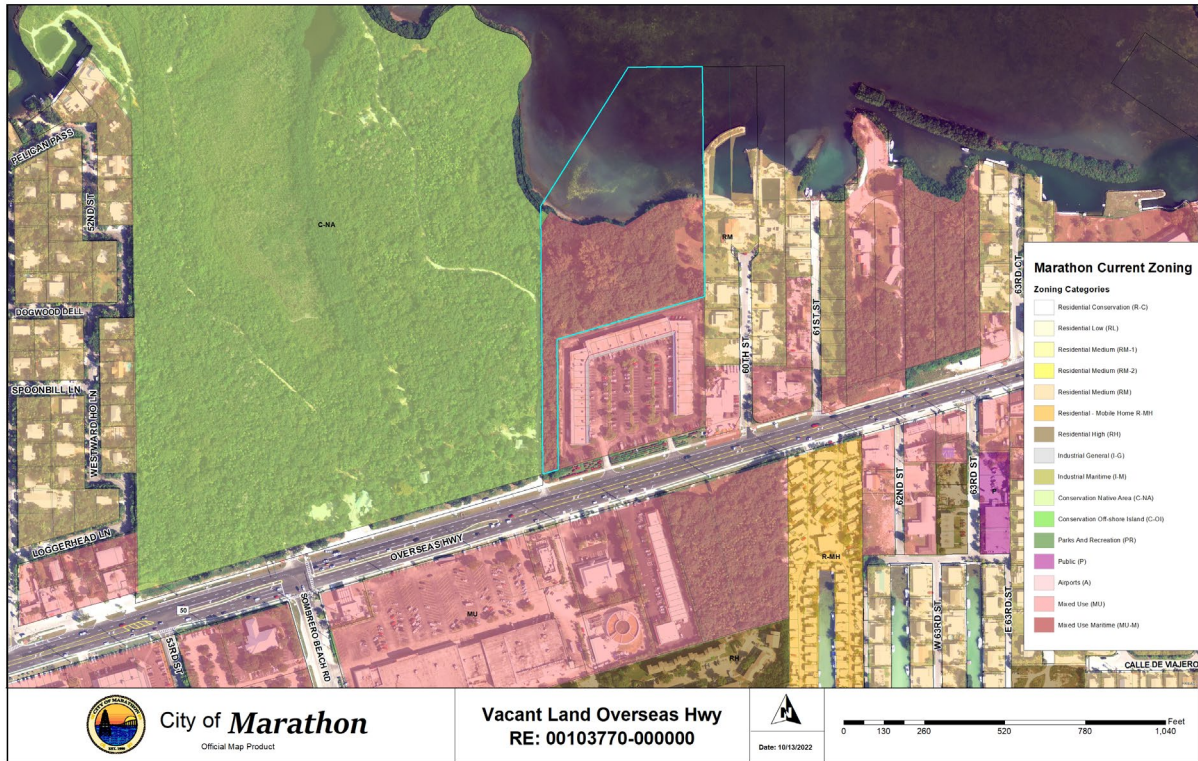 PELICAN PASS
52ND ST
C-NA
DOGWOOD DELL
SPOONBILL LN
WESTWARD HO LN
LOGGERHEAD LN
50
53RD ST
SOMBRERO BEACH RD
OVERSEAS HWY
MU
RH
R-MH
RM
60TH ST
61ST ST
62ND ST
63RD ST
63RD CT
W 63RD ST
E 63RD ST
CALLE DE VIAJERO
Marathon Current Zoning
Zoning Categories
Residential Conservation (R-C)
Residential Low (RL)
Residential Medium (RM-1)
Residential Medium (RM-2)
Residential Medium (RM)
Residential - Mobile Home R-MH
Residential High (RH)
Industrial General (I-G)
Industrial Maritime (I-M)
Conservation Native Area (C-NA)
Conservation Off-shore Island (C-OI)
Parks And Recreation (PR)
Public (P)
Airports (A)
Mixed Use (MU)
Mixed Use Maritime (MU-M)
CITY OF MARATHON
City of Marathon
Official Map Product
Vacant Land Overseas Hwy
RE: 00103770-000000
N
Date: 10/13/2022
Feet
0 130 260 520 780 1,040